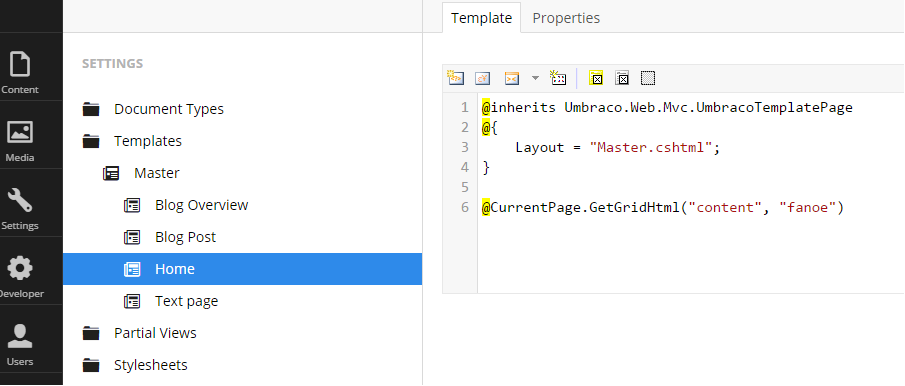 Content
Media
Settings
Developer
Users
SETTINGS
Document Types
Templates
Master
Blog Overview
Blog Post
Home
Text page
Partial Views
Stylesheets
Template
Properties
1 @inherits Umbraco.Web.Mvc.UmbracoTemplatePage
2 @{
3 Layout = "Master.cshtml";
4 }
5
6 @CurrentPage.GetGridHtml("content", "fanoe")